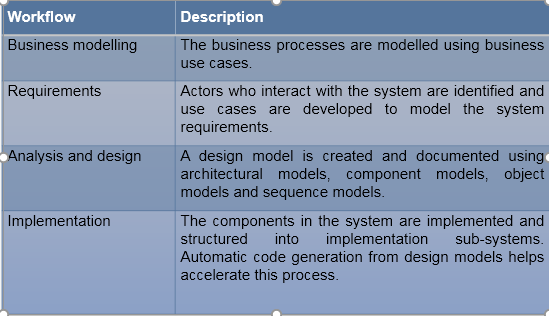 Workflow Description
Business modelling The business processes are modelled using business
use cases.
Requirements Actors who interact with the system are identified and
use cases are developed to model the system
requirements.
Analysis and design A design model is created and documented using
architectural models, component models, object
models and sequence models.
Implementation The components in the system are implemented and
structured into implementation sub-systems.
Automatic code generation from design models helps
accelerate this process.